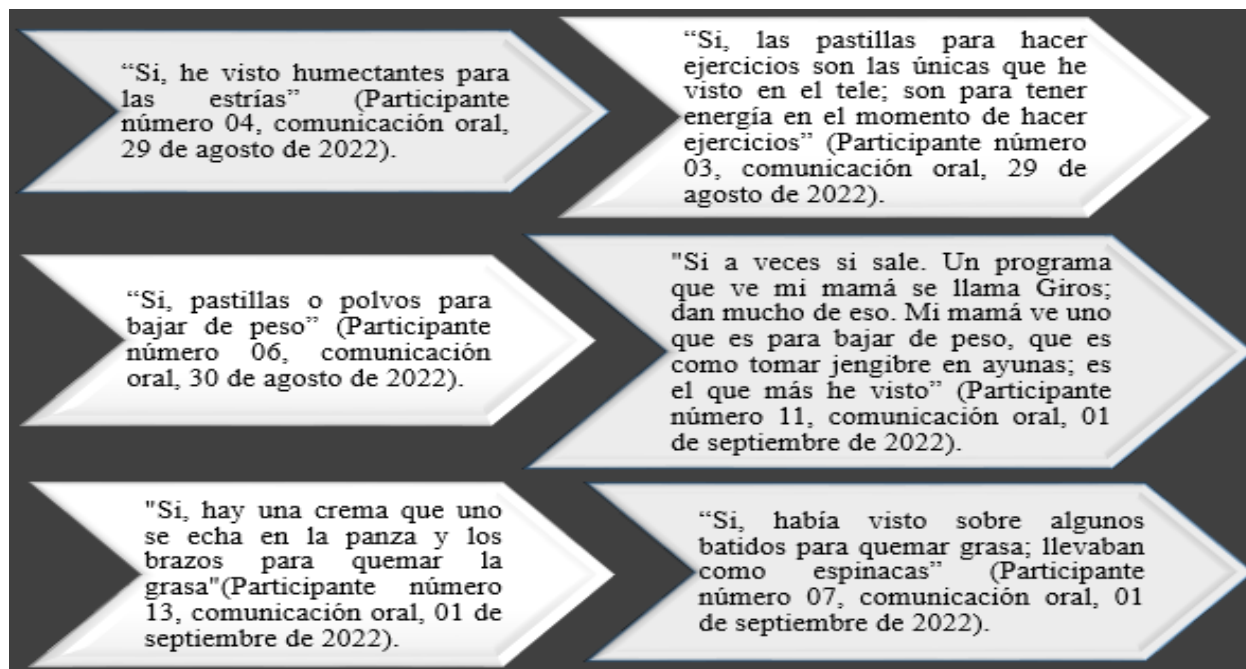 “Si, he visto humectantes para
las estrías” (Participante
número 04, comunicación oral,
29 de agosto de 2022).
“Si, las pastillas para hacer
ejercicios son las únicas que he
visto en el tele; son para tener
energía en el momento de hacer
ejercicios” (Participante número
03, comunicación oral, 29 de
agosto de 2022).
“Si, pastillas o polvos para
bajar de peso” (Participante
número 06, comunicación
oral, 30 de agosto de 2022).
"Si a veces si sale. Un programa
que ve mi mamá se llama Giros;
dan mucho de eso. Mi mamá ve uno
que es para bajar de peso, que es
como tomar jengibre en ayunas; es
el que más he visto” (Participante
número 11, comunicación oral, 01
de septiembre de 2022).
"Si, hay una crema que uno
se echa en la panza y los
brazos para quemar la
grasa"(Participante número
13, comunicación oral, 01 de
septiembre de 2022).
“Si, había visto sobre algunos
batidos para quemar grasa; llevaban
como espinacas” (Participante
número 07, comunicación oral, 01
de septiembre de 2022).